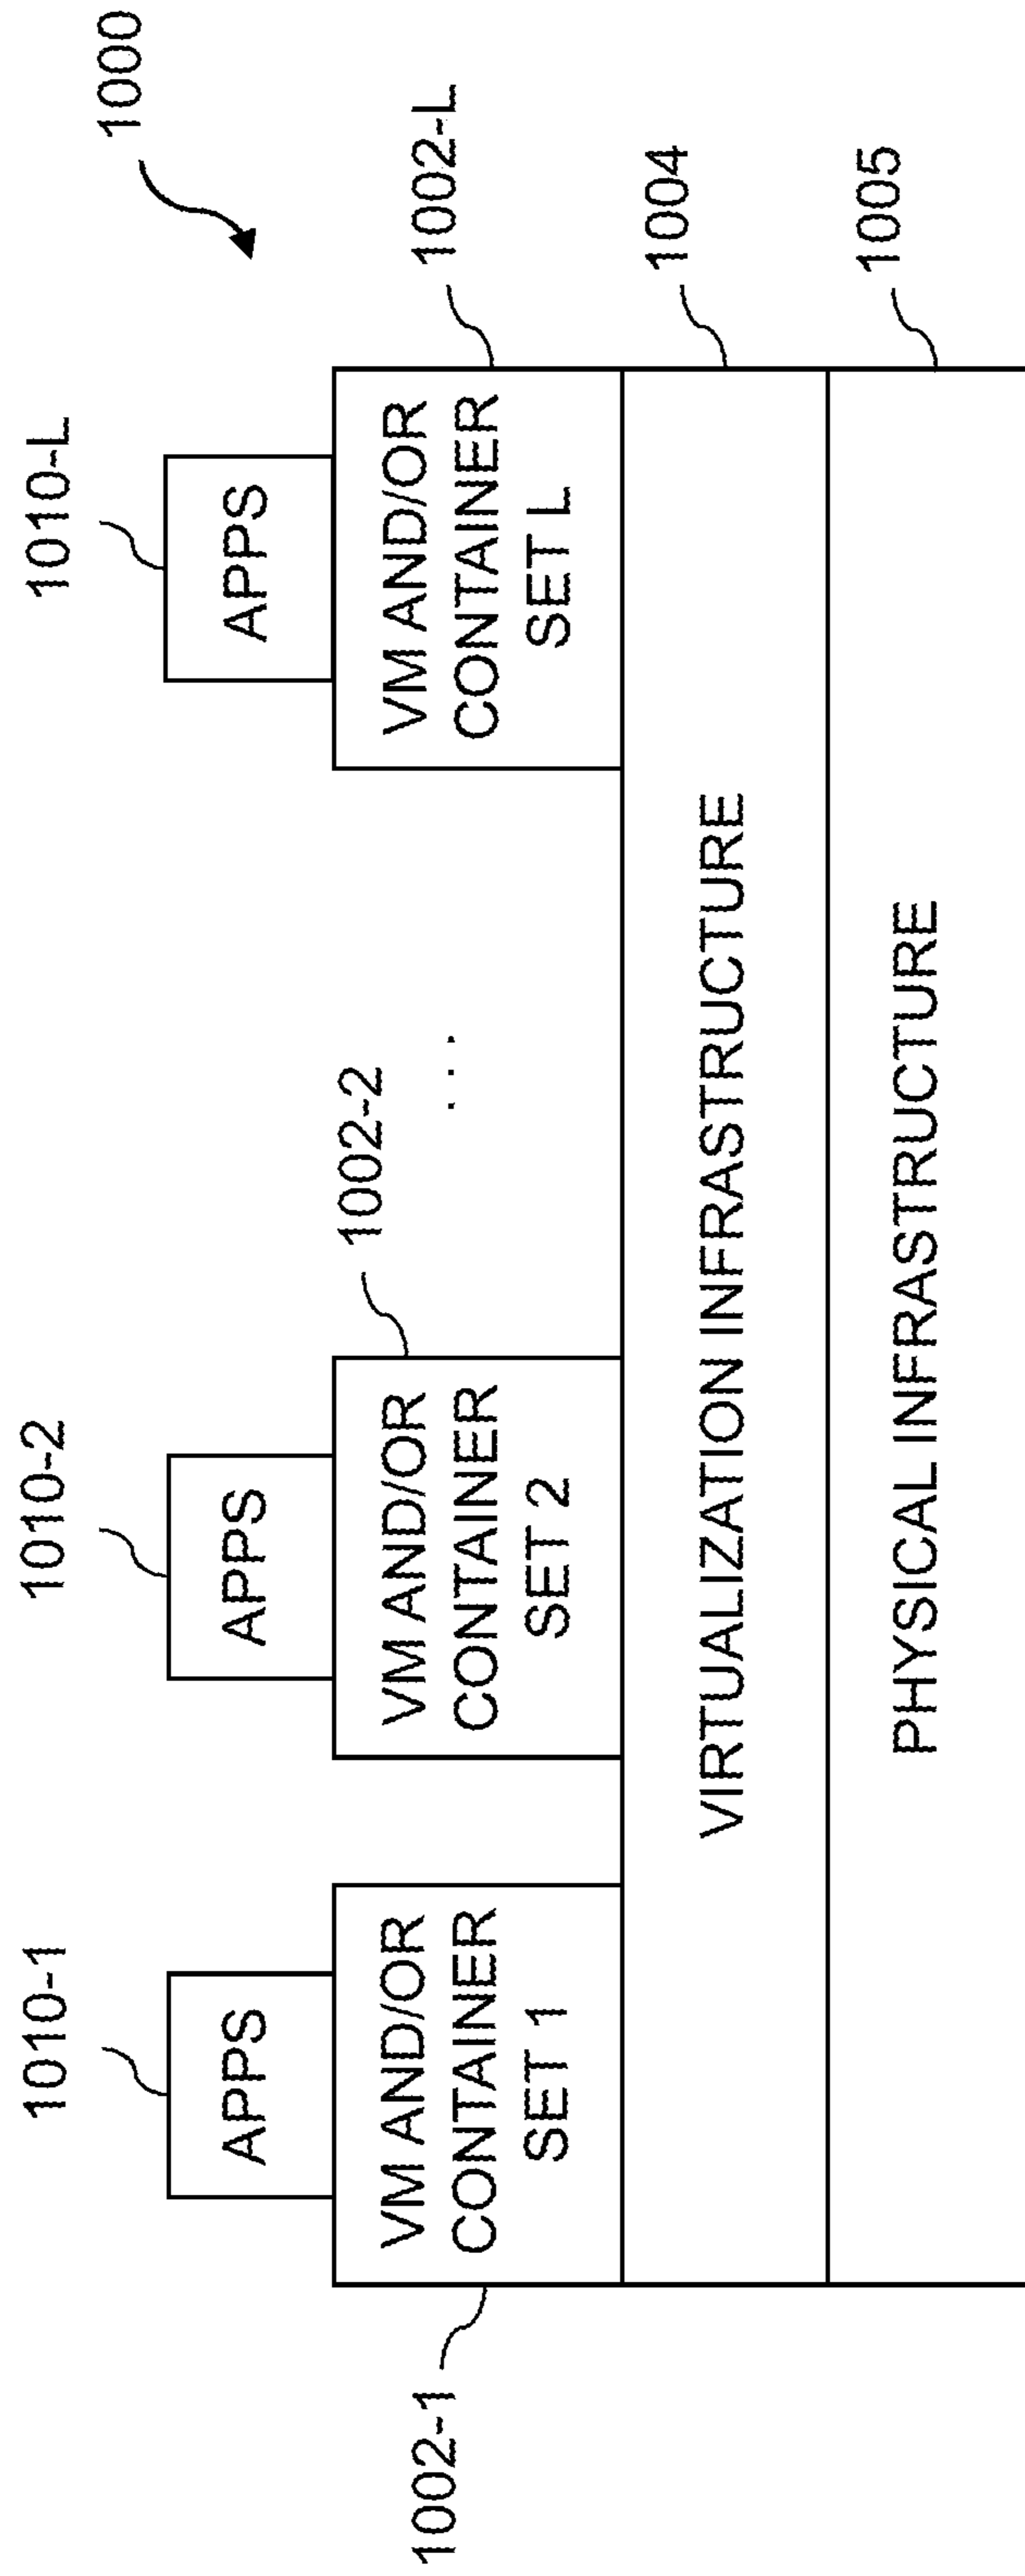 1000
1010-1
1010-2
1010-L
APPS
APPS
APPS
1002-2
1002-L
1002-1
VM AND/OR
CONTAINER
SET 1
VM AND/OR
CONTAINER
SET 2
. . .
VM AND/OR
CONTAINER
SET L
VIRTUALIZATION INFRASTRUCTURE
1004
PHYSICAL INFRASTRUCTURE
1005